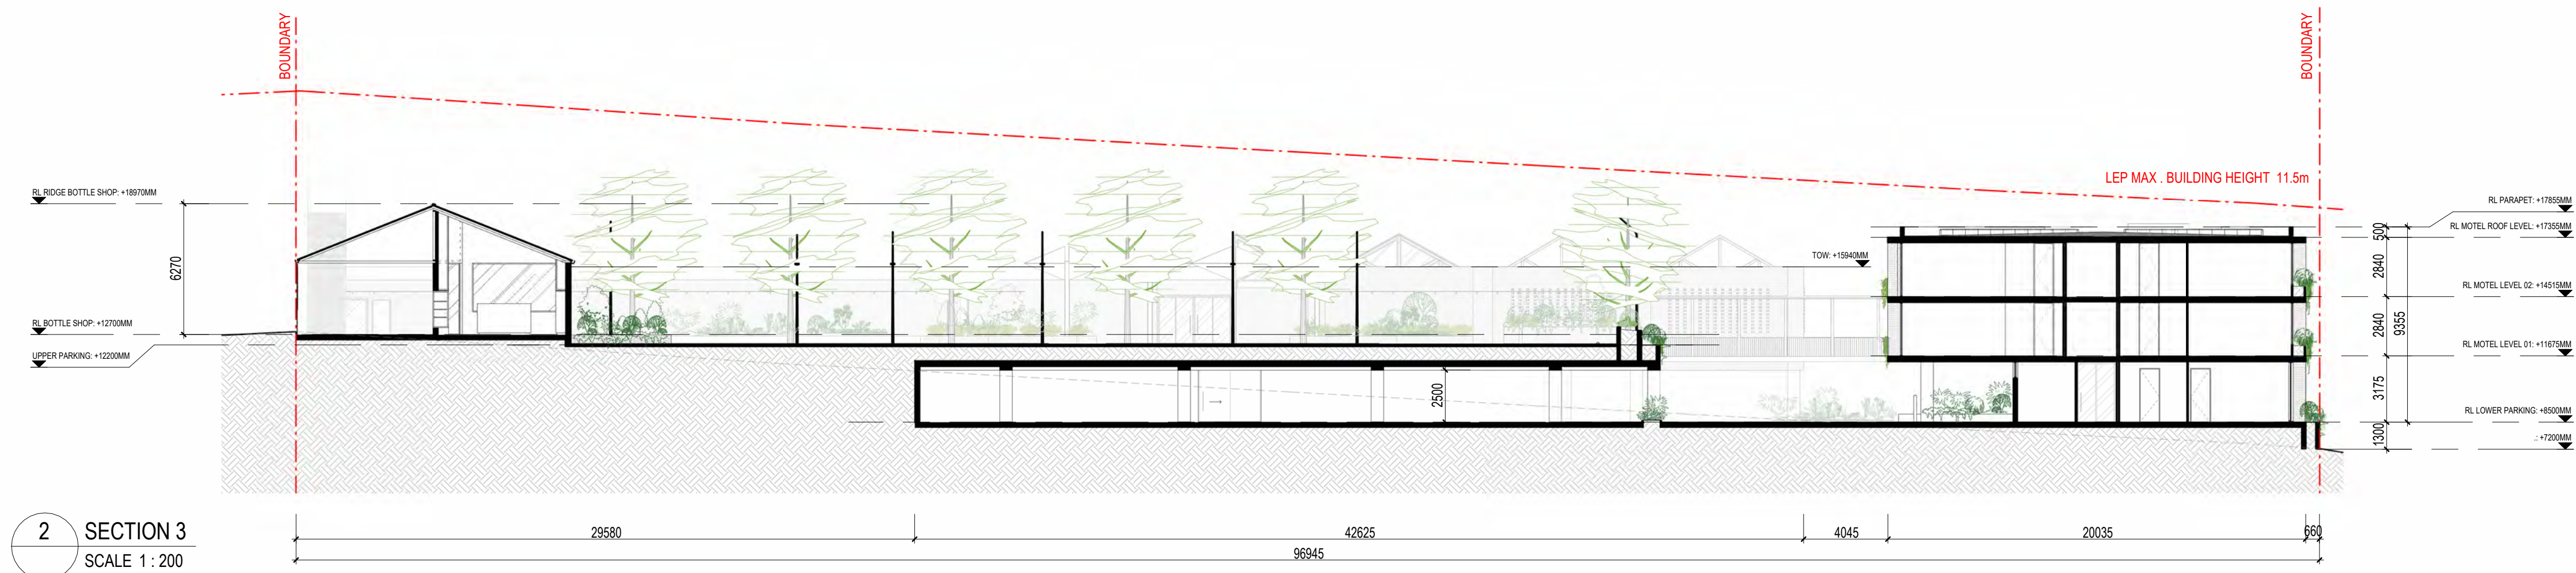 BOUNDARY
BOUNDARY
LEP MAX . BUILDING HEIGHT 11.5m
RL RIDGE BOTTLE SHOP: +18970MM
6270
RL BOTTLE SHOP: +12700MM
UPPER PARKING: +12200MM
TOW: +15940MM
2500
RL PARAPET: +17855MM
RL MOTEL ROOF LEVEL: +17355MM
RL MOTEL LEVEL 02: +14515MM
RL MOTEL LEVEL 01: +11675MM
RL LOWER PARKING: +8500MM
.: +7200MM
500
2840
2840
9355
3175
1300
29580
42625
4045
20035
660
96945
2
SECTION 3
SCALE 1 : 200